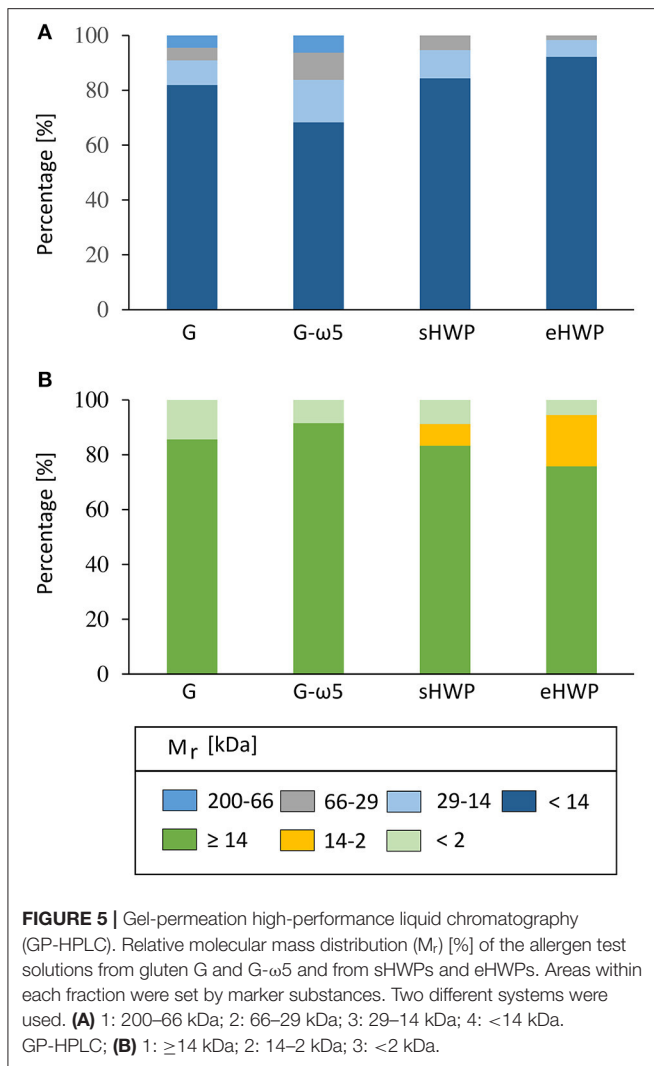 A
Percentage [%]
100
80
60
40
20
0
G G-ω5 sHWP eHWP
B
Percentage [%]
100
80
60
40
20
0
G G-ω5 sHWP eHWP
Mr [kDa]
200-66 66-29 29-14 < 14
≥ 14 14-2 < 2
FIGURE 5 | Gel-permeation high-performance liquid chromatography
(GP-HPLC). Relative molecular mass distribution (Mr) [%] of the allergen test
solutions from gluten G and G-ω5 and from sHWPs and eHWPs. Areas within
each fraction were set by marker substances. Two different systems were
used. (A) 1: 200–66 kDa; 2: 66–29 kDa; 3: 29–14 kDa; 4: <14 kDa.
GP-HPLC; (B) 1: ≥14 kDa; 2: 14–2 kDa; 3: <2 kDa.